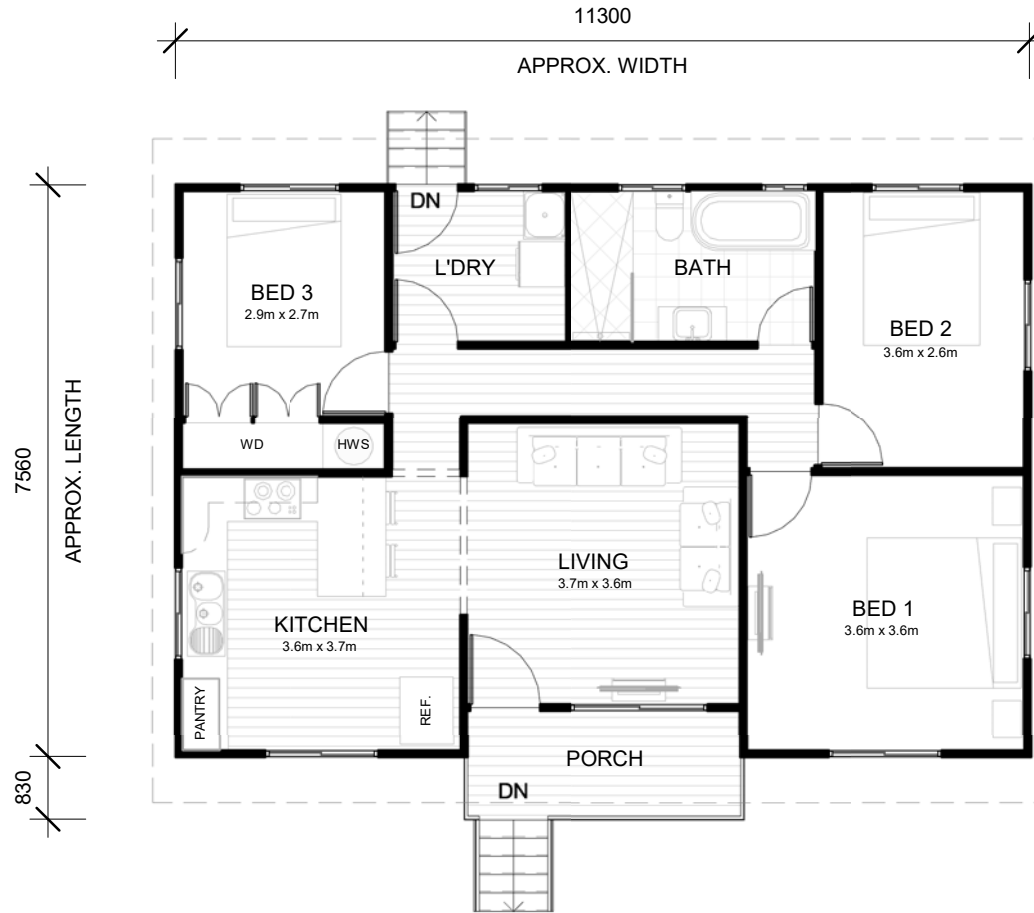 11300
APPROX. WIDTH
DN
L'DRY
BATH
BED 3
2.9m x 2.7m
BED 2
3.6m x 2.6m
WD
HWS
7560
APPROX. LENGTH
LIVING
3.7m x 3.6m
KITCHEN
3.6m x 3.7m
BED 1
3.6m x 3.6m
PANTRY
REF.
PORCH
830
DN